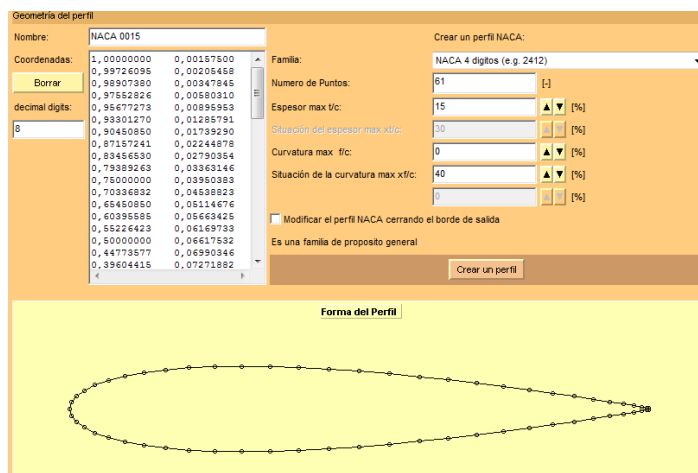 Geometría del perfil
Nombre: NACA 0015 Crear un perfil NACA:
Coordenadas: 1,00000000 0,00157500 Familia: NACA 4 digitos (e.g. 2412)
0,99726095 0,00205458
Borrar 0,98907380 0,00347845 Numero de Puntos: 61 [-]
0,97552826 0,00580310
decimal digits: 0,95677273 0,00895953 Espesor max t/c: 15 [%]
8 0,93301270 0,01285791
0,90450850 0,01739290 Situación del espesor max xt/c: 30 [%]
0,87157241 0,02244878
0,83456530 0,02790354 Curvatura max f/c: 0 [%]
0,79389263 0,03363146
0,75000000 0,03950383 Situación de la curvatura max xf/c: 40 [%]
0,70336832 0,04538823
0,65450850 0,05114676 0 [%]
0,60395585 0,05663425
0,55226423 0,06169733 Modificar el perfil NACA cerrando el borde de salida
0,50000000 0,06617532
0,44773577 0,06990346 Es una familia de proposito general
0,39604415 0,07271882
Crear un perfil
Forma del Perfil